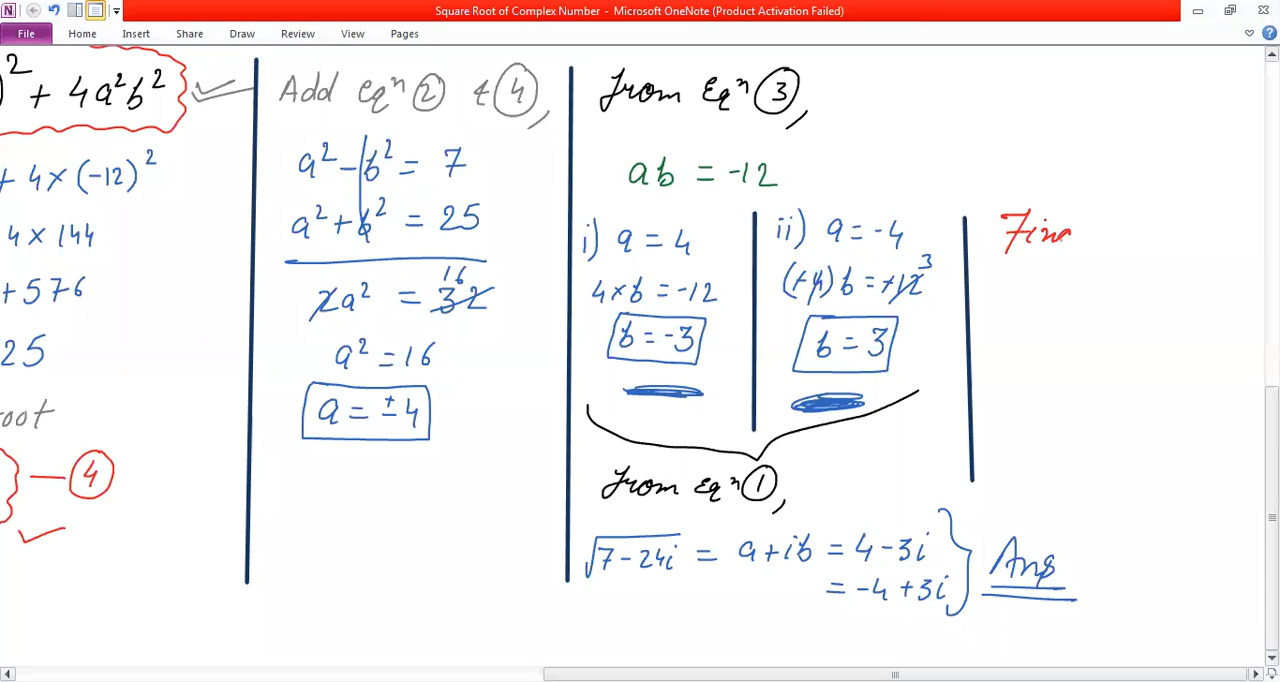 Square Root of Complex Number - Microsoft OneNote (Product Activation Failed)
File Home Insert Share Draw Review View Pages
)² + 4a²b²
+ 4×(-12)²
4 × 144
+ 576
25
root
— 4
Add Eqⁿ 2 & 4,
a² - b² = 7
a² + b² = 25
2a² = 32 16
a² = 16
a = ± 4
From Eqⁿ 3,
ab = -12
i) a = 4
4×b = -12
b = -3
ii) a = -4
(-4)b = -12 3
b = 3
From Eqⁿ 1,
√7-24i = a+ib = 4-3i
= -4+3i
Ans
Fina